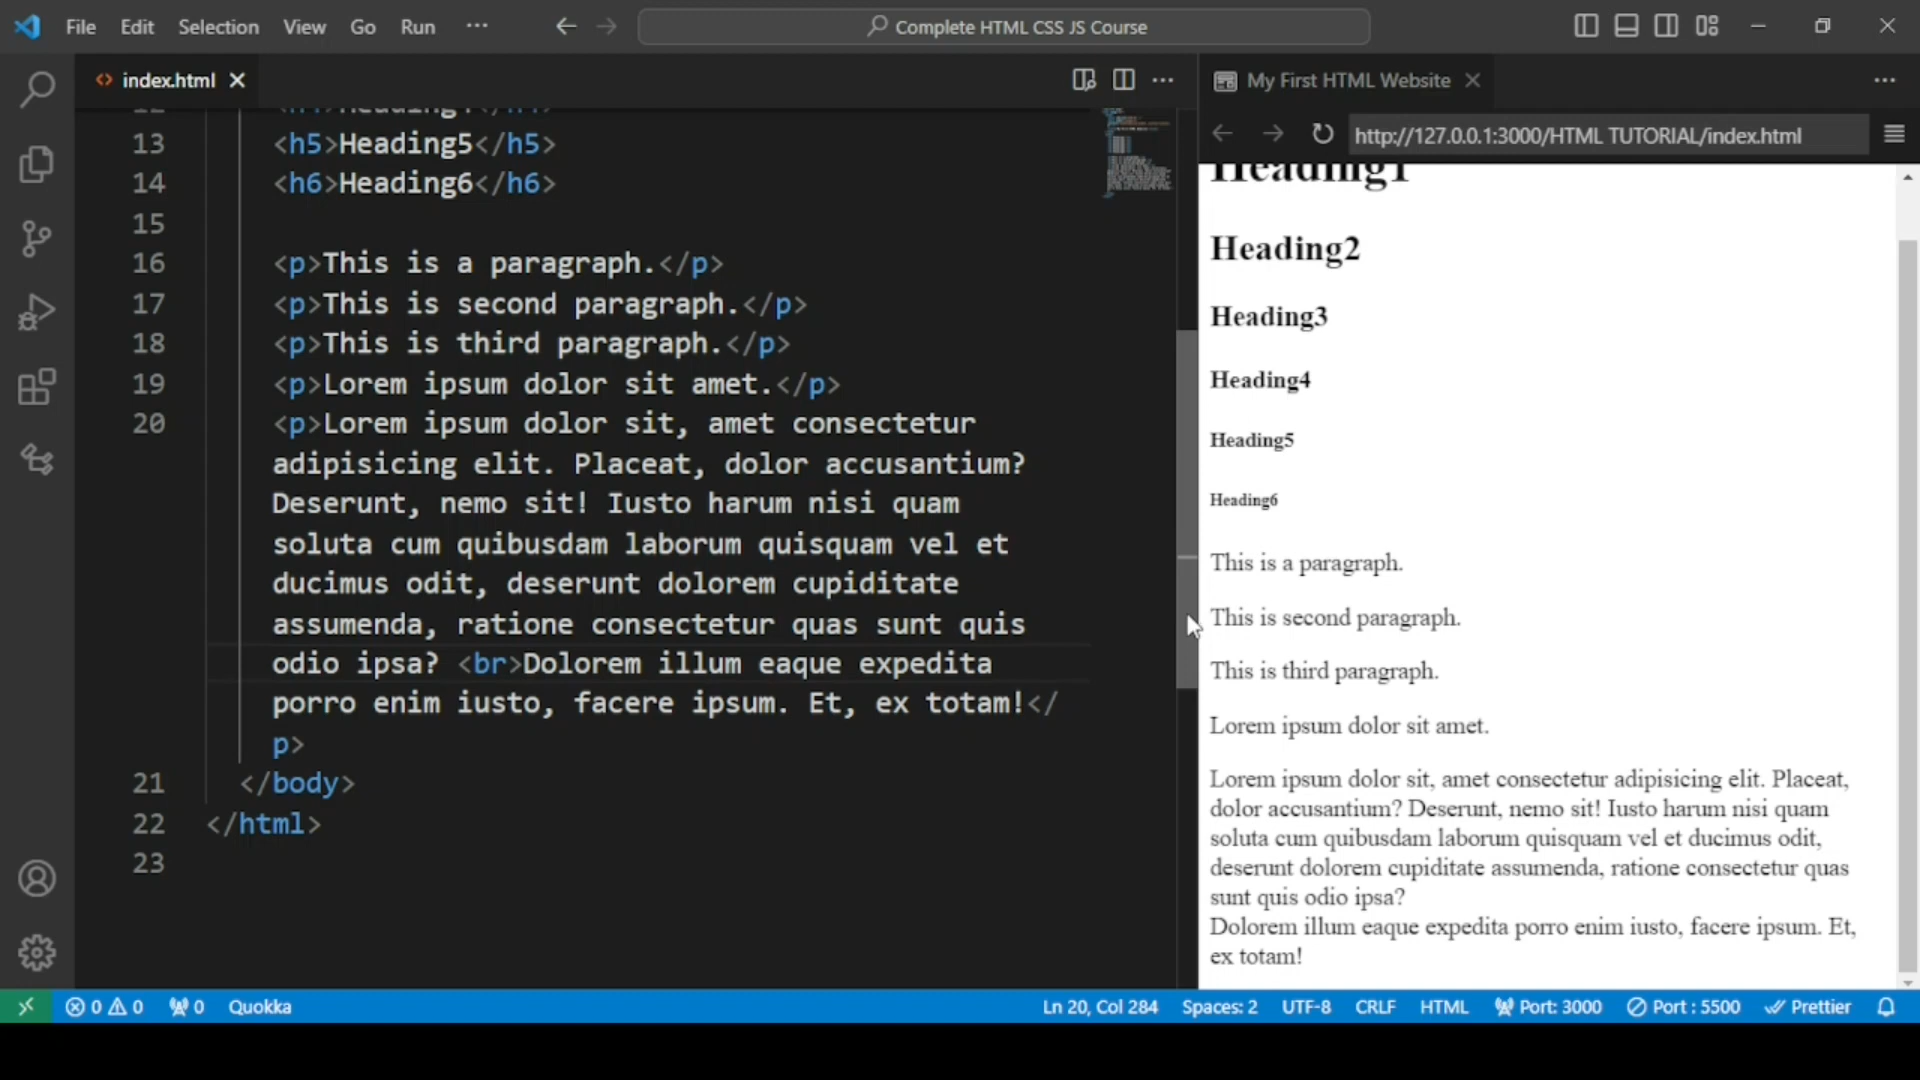 File Edit Selection View Go Run ··· Complete HTML CSS JS Course
index.html
My First HTML Website
http://127.0.0.1:3000/HTML TUTORIAL/index.html
12 <h4>Heading4</h4>
13 <h5>Heading5</h5>
14 <h6>Heading6</h6>
15
16 <p>This is a paragraph.</p>
17 <p>This is second paragraph.</p>
18 <p>This is third paragraph.</p>
19 <p>Lorem ipsum dolor sit amet.</p>
20 <p>Lorem ipsum dolor sit, amet consectetur
adipisicing elit. Placeat, dolor accusantium?
Deserunt, nemo sit! Iusto harum nisi quam
soluta cum quibusdam laborum quisquam vel et
ducimus odit, deserunt dolorem cupiditate
assumenda, ratione consectetur quas sunt quis
odio ipsa? <br>Dolorem illum eaque expedita
porro enim iusto, facere ipsum. Et, ex totam!</
p>
21 </body>
22 </html>
23
Heading1
Heading2
Heading3
Heading4
Heading5
Heading6
This is a paragraph.
This is second paragraph.
This is third paragraph.
Lorem ipsum dolor sit amet.
Lorem ipsum dolor sit, amet consectetur adipisicing elit. Placeat,
dolor accusantium? Deserunt, nemo sit! Iusto harum nisi quam
soluta cum quibusdam laborum quisquam vel et ducimus odit,
deserunt dolorem cupiditate assumenda, ratione consectetur quas
sunt quis odio ipsa?
Dolorem illum eaque expedita porro enim iusto, facere ipsum. Et,
ex totam!
0 0 0 Quokka Ln 20, Col 284 Spaces: 2 UTF-8 CRLF HTML Port: 3000 Port : 5500 Prettier